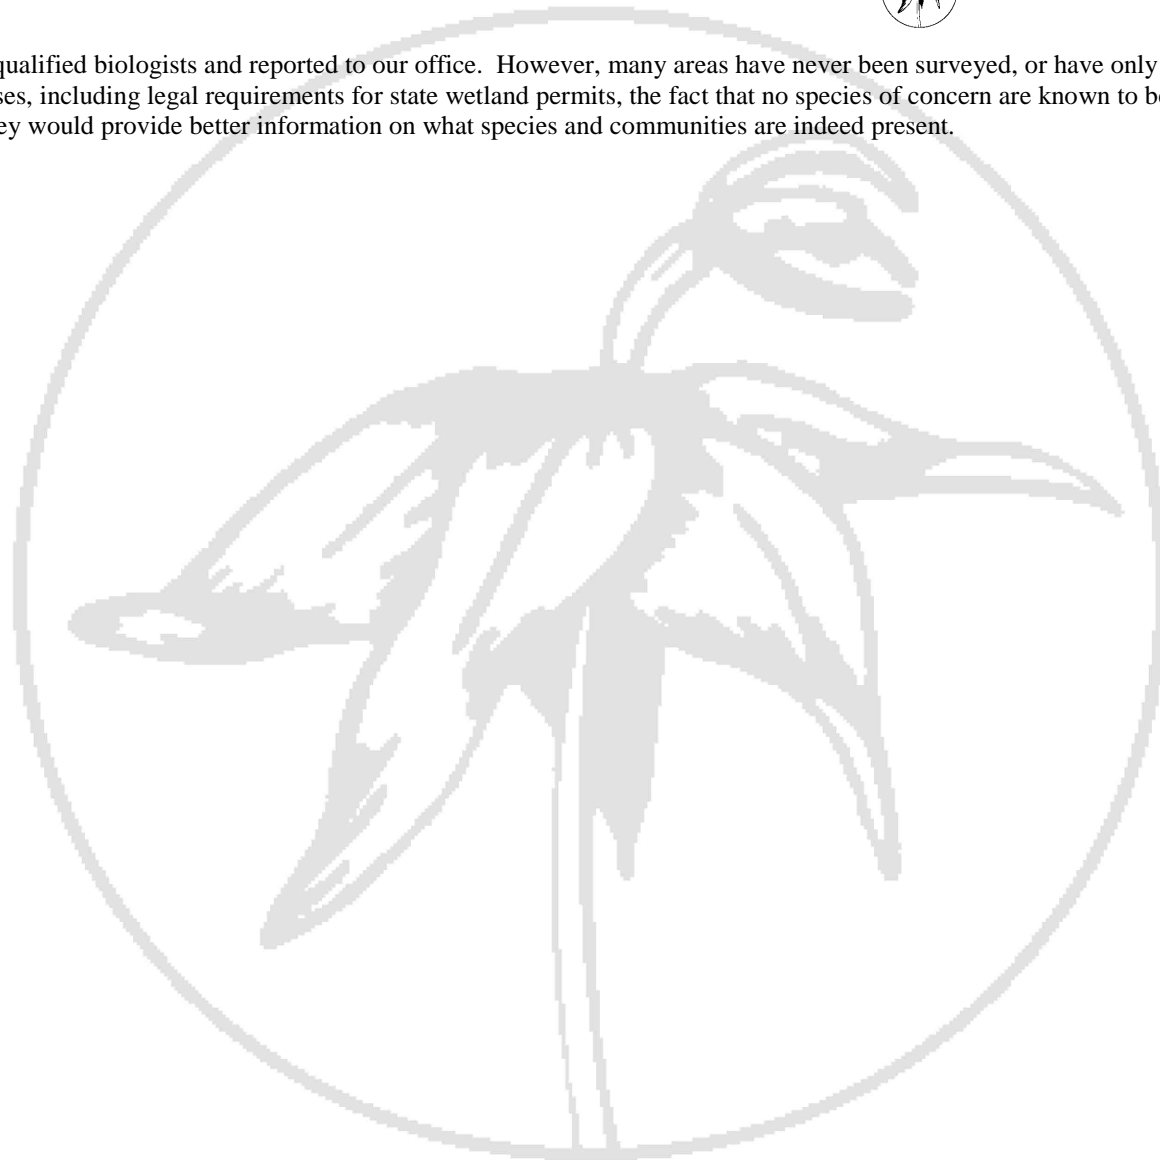 qualified biologists and reported to our office.  However, many areas have never been surveyed, or have only
ses, including legal requirements for state wetland permits, the fact that no species of concern are known to be
ey would provide better information on what species and communities are indeed present.